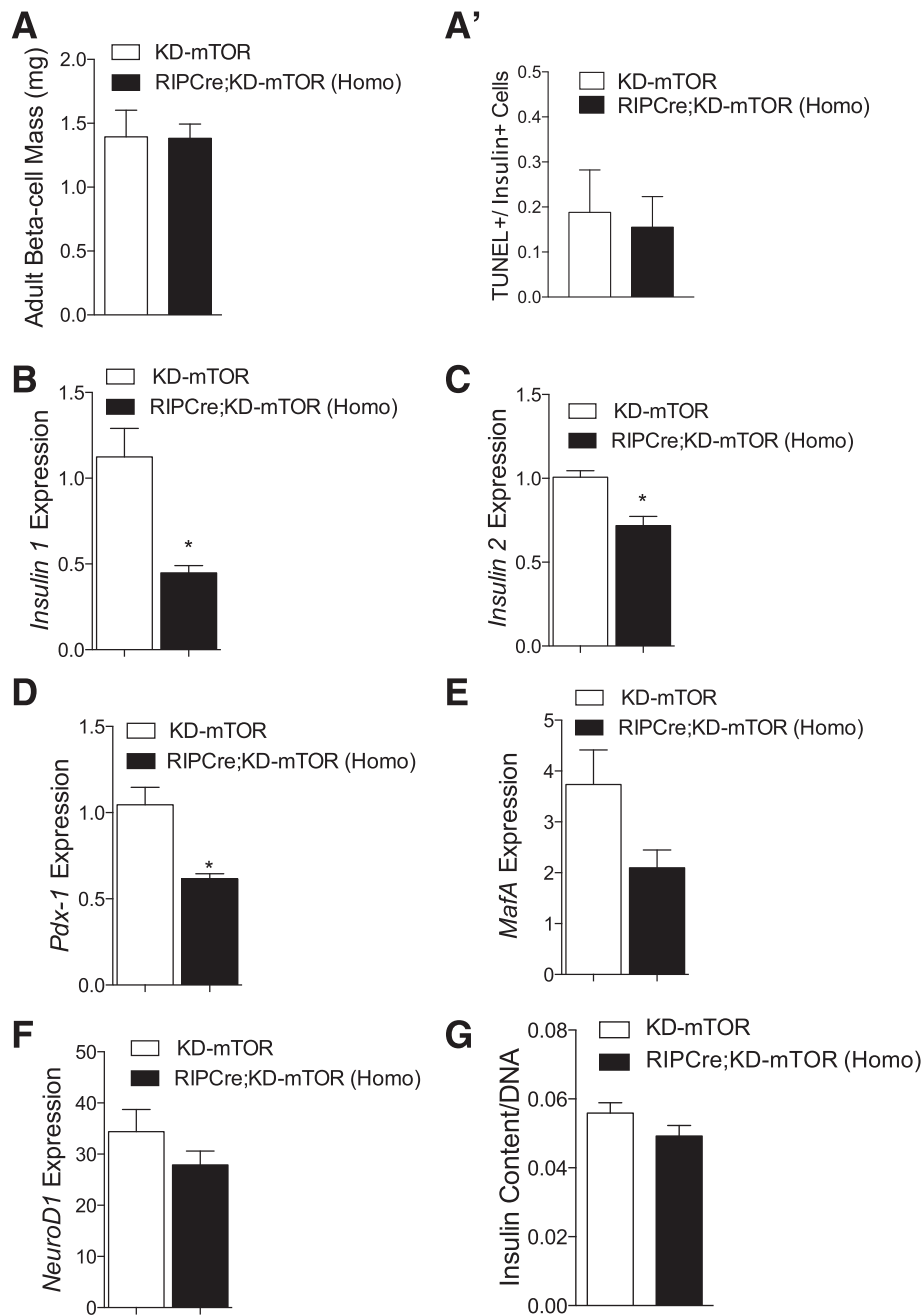 A
KD-mTOR
RIPCre;KD-mTOR (Homo)
Adult Beta-cell Mass (mg)
2.0
1.5
1.0
0.5
0.0
A’
KD-mTOR
RIPCre;KD-mTOR (Homo)
TUNEL+/ Insulin+ Cells
0.5
0.4
0.3
0.2
0.1
0.0
B
KD-mTOR
RIPCre;KD-mTOR (Homo)
Insulin 1 Expression
1.5
1.0
0.5
0.0
*
C
KD-mTOR
RIPCre;KD-mTOR (Homo)
Insulin 2 Expression
1.5
1.0
0.5
0.0
*
D
KD-mTOR
RIPCre;KD-mTOR (Homo)
Pdx-1 Expression
1.5
1.0
0.5
0.0
*
E
KD-mTOR
RIPCre;KD-mTOR (Homo)
MafA Expression
5
4
3
2
1
0
F
KD-mTOR
RIPCre;KD-mTOR (Homo)
NeuroD1 Expression
50
40
30
20
10
0
G
KD-mTOR
RIPCre;KD-mTOR (Homo)
Insulin Content/DNA
0.08
0.06
0.04
0.02
0.00